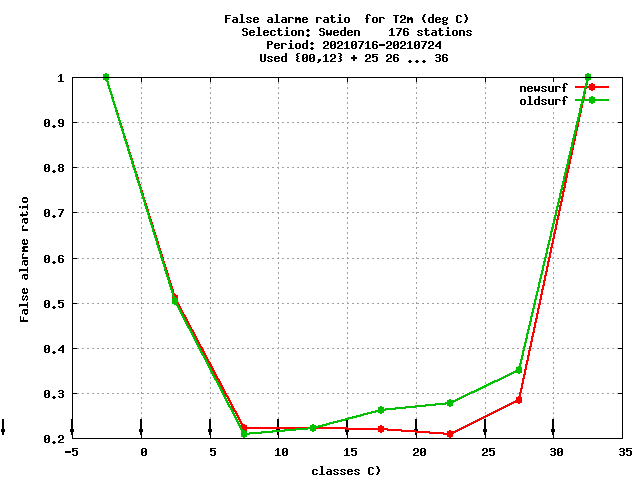 False alarme ratio  for T2m (deg C)
Selection: Sweden    176 stations
Period: 20210716-20210724
Used {00,12} + 25 26 ... 36
newsurf
oldsurf
1
0.9
0.8
0.7
0.6
0.5
0.4
0.3
0.2
False alarme ratio
-5 0 5 10 15 20 25 30 35
classes C)